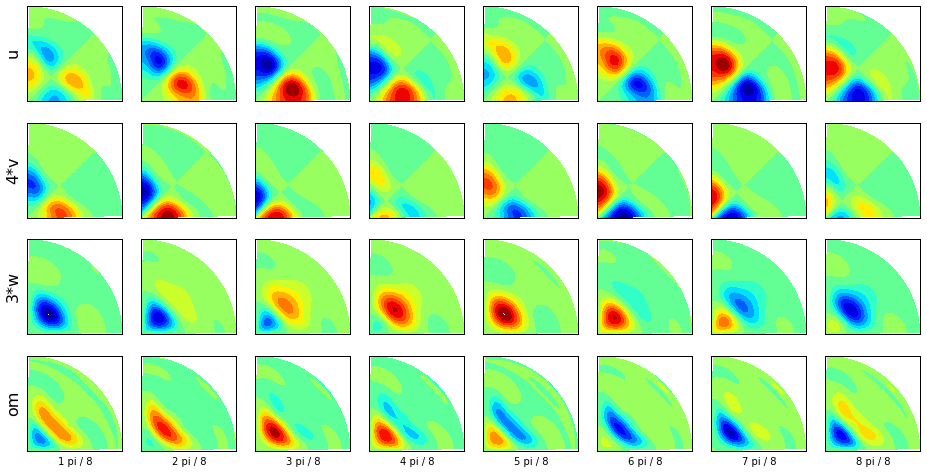 u
4*v
3*w
om
1 pi / 8
2 pi / 8
3 pi / 8
4 pi / 8
5 pi / 8
6 pi / 8
7 pi / 8
8 pi / 8